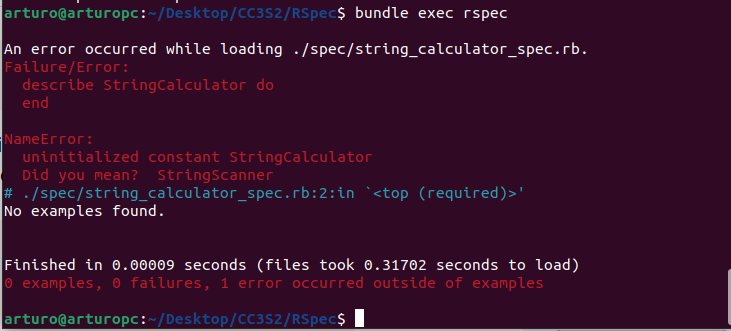 arturo@arturopc:~/Desktop/CC3S2/RSpec$ bundle exec rspec
An error occurred while loading ./spec/string_calculator_spec.rb.
Failure/Error:
  describe StringCalculator do
  end
NameError:
  uninitialized constant StringCalculator
  Did you mean?  StringScanner
# ./spec/string_calculator_spec.rb:2:in `<top (required)>'
No examples found.
Finished in 0.00009 seconds (files took 0.31702 seconds to load)
0 examples, 0 failures, 1 error occurred outside of examples
arturo@arturopc:~/Desktop/CC3S2/RSpec$